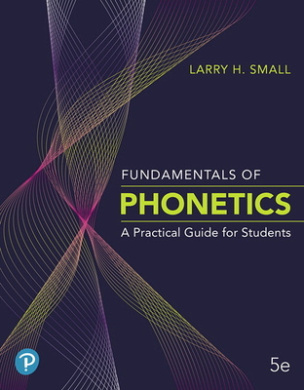 LARRY H. SMALL
FUNDAMENTALS OF
PHONETICS
A Practical Guide for Students
P
5e